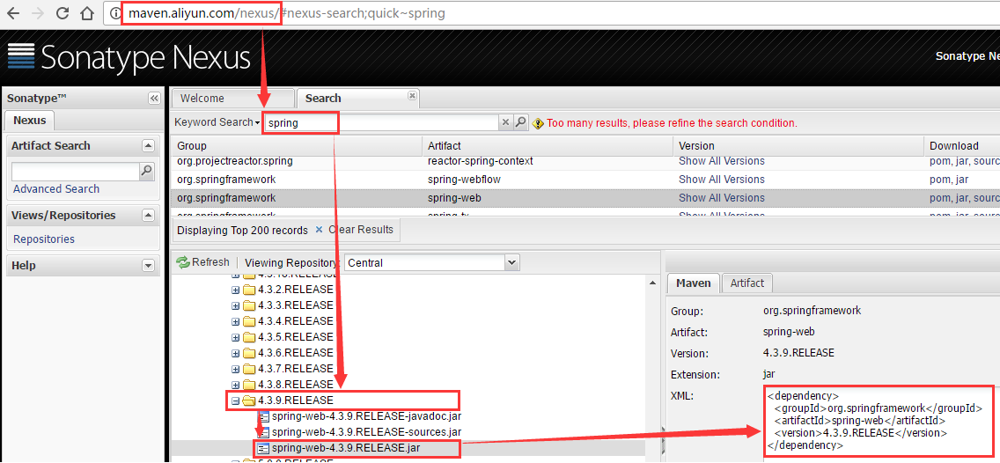 maven.aliyun.com/nexus/#nexus-search;quick~spring
Sonatype Nexus
Sonatype Ne
Sonatype™
Nexus
Artifact Search
Advanced Search
Views/Repositories
Repositories
Help
Welcome
Search
Keyword Search
spring
Too many results, please refine the search condition.
Group Artifact Version Download
org.projectreactor.spring reactor-spring-context Show All Versions pom, jar, sourc
org.springframework spring-webflow Show All Versions pom, jar
org.springframework spring-web Show All Versions pom, jar, sourc
org.springframework spring-tx Show All Versions pom, jar, sourc
Displaying Top 200 records
Clear Results
Refresh
Viewing Repository:
Central
4.3.2.RELEASE
4.3.3.RELEASE
4.3.4.RELEASE
4.3.5.RELEASE
4.3.6.RELEASE
4.3.7.RELEASE
4.3.8.RELEASE
4.3.9.RELEASE
spring-web-4.3.9.RELEASE-javadoc.jar
spring-web-4.3.9.RELEASE-sources.jar
spring-web-4.3.9.RELEASE.jar
Maven
Artifact
Group: org.springframework
Artifact: spring-web
Version: 4.3.9.RELEASE
Extension: jar
XML:
<dependency>
<groupId>org.springframework</groupId>
<artifactId>spring-web</artifactId>
<version>4.3.9.RELEASE</version>
</dependency>